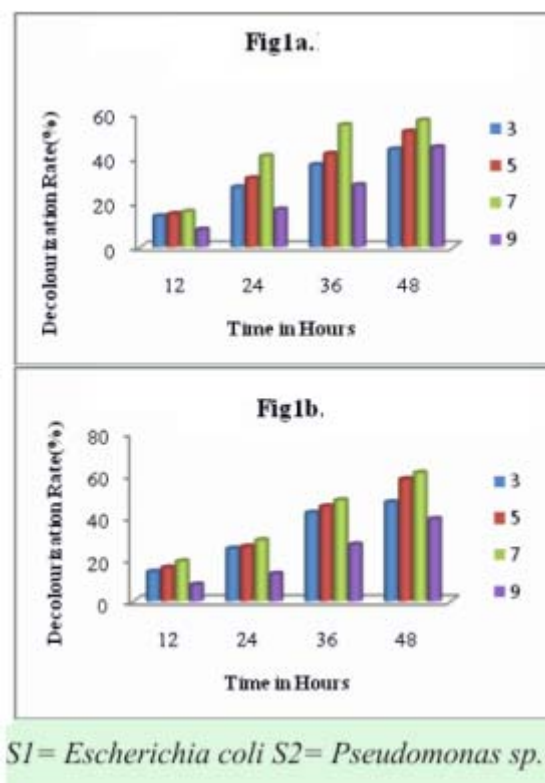 Fig1a.
Decolourization Rate(%)
60
40
20
0
12 24 36 48
Time in Hours
3
5
7
9
Fig1b.
Decolourization Rate(%)
80
60
40
20
0
12 24 36 48
Time in Hours
3
5
7
9
S1= Escherichia coli S2= Pseudomonas sp.